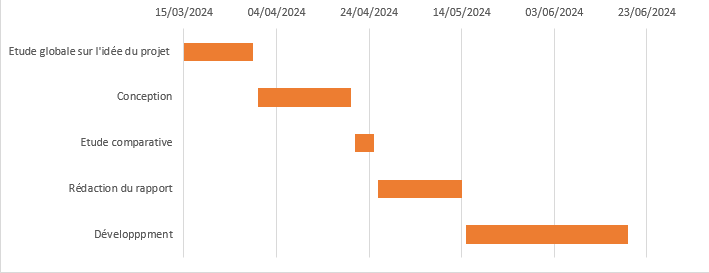 15/03/2024 04/04/2024 24/04/2024 14/05/2024 03/06/2024 23/06/2024
Etude globale sur l'idée du projet
Conception
Etude comparative
Rédaction du rapport
Développpment